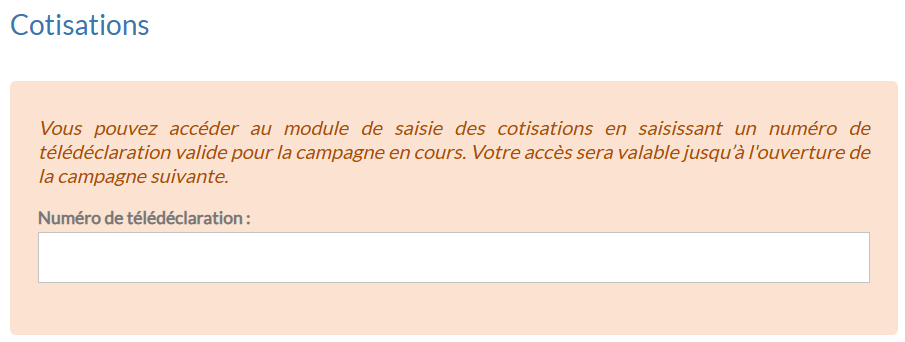 Cotisations
Vous pouvez accéder au module de saisie des cotisations en saisissant un numéro de
télédéclaration valide pour la campagne en cours. Votre accès sera valable jusqu’à l'ouverture de
la campagne suivante.
Numéro de télédéclaration :